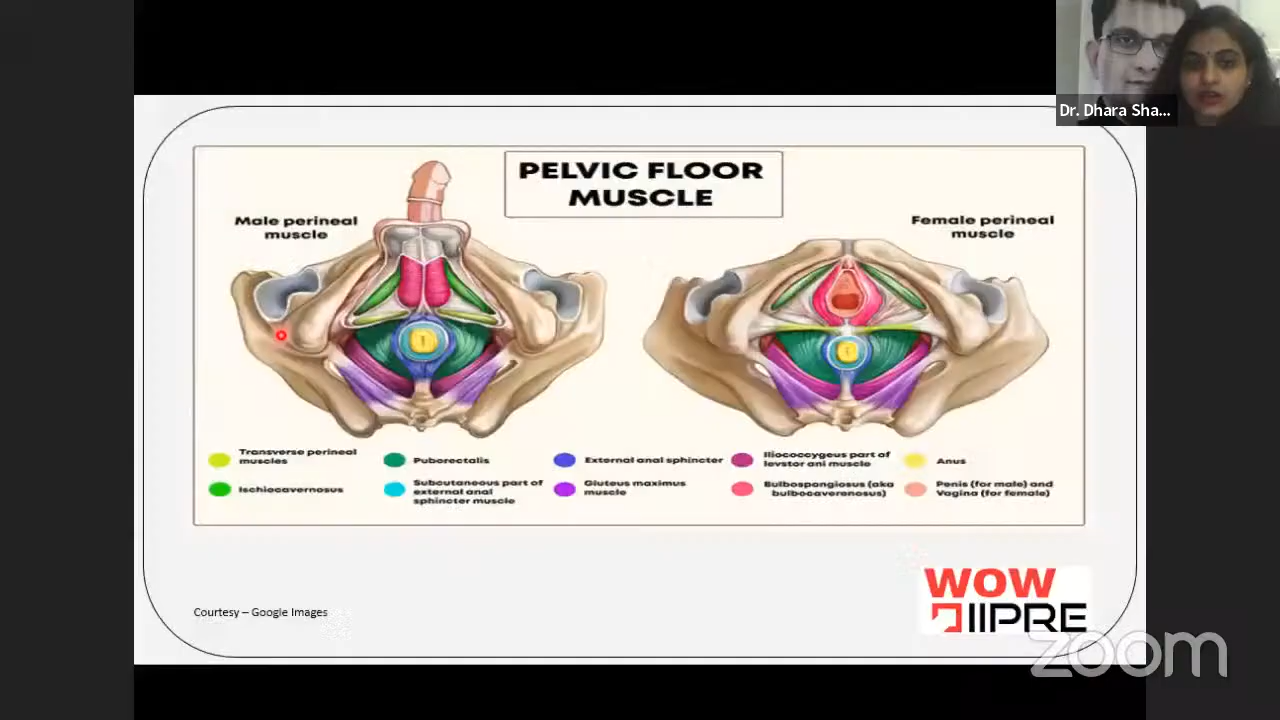 Dr. Dhara Sha...
PELVIC FLOOR
MUSCLE
Male perineal
muscle
Female perineal
muscle
Transverse perineal
muscles
Puborectalis
External anal sphincter
Iliococcygeus part of
levstor ani muscle
Anus
Ischiocavernosus
Subcutaneous part of
external anal
sphincter muscle
Gluteus maximus
muscle
Bulbospongiosus (aka
bulbocaverenosus)
Penis (for male) and
Vagina (for female)
Courtesy – Google Images
WOW
IIPRE
zoom